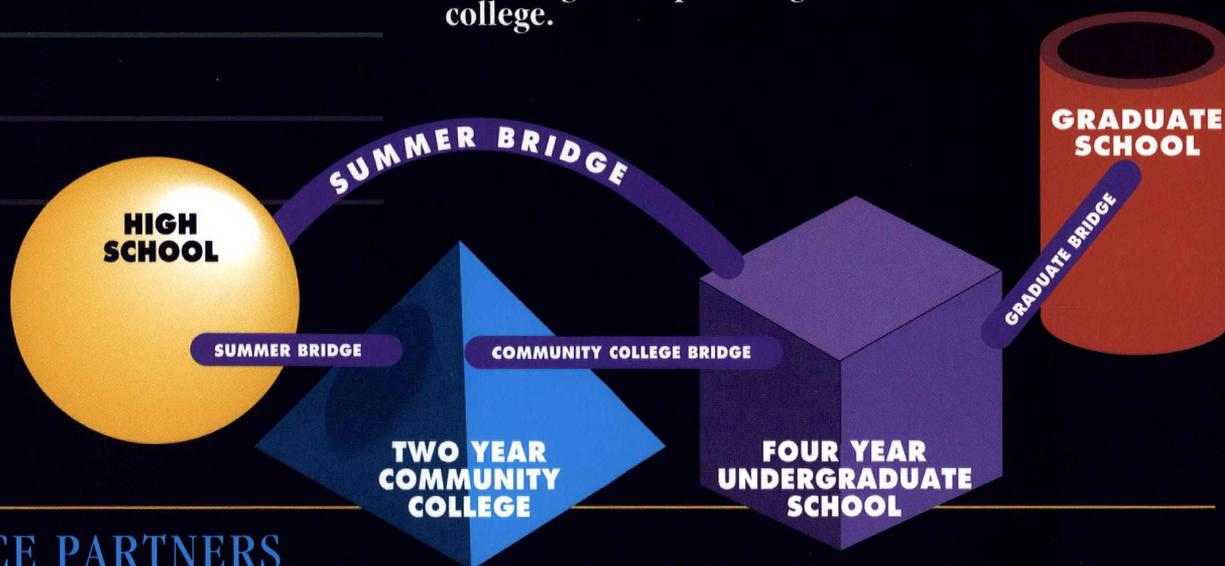 college.
SUMMER BRIDGE
GRADUATE
SCHOOL
HIGH
SCHOOL
GRADUATE BRIDGE
SUMMER BRIDGE
COMMUNITY COLLEGE BRIDGE
TWO YEAR
COMMUNITY
COLLEGE
FOUR YEAR
UNDERGRADUATE
SCHOOL
PARTNERS